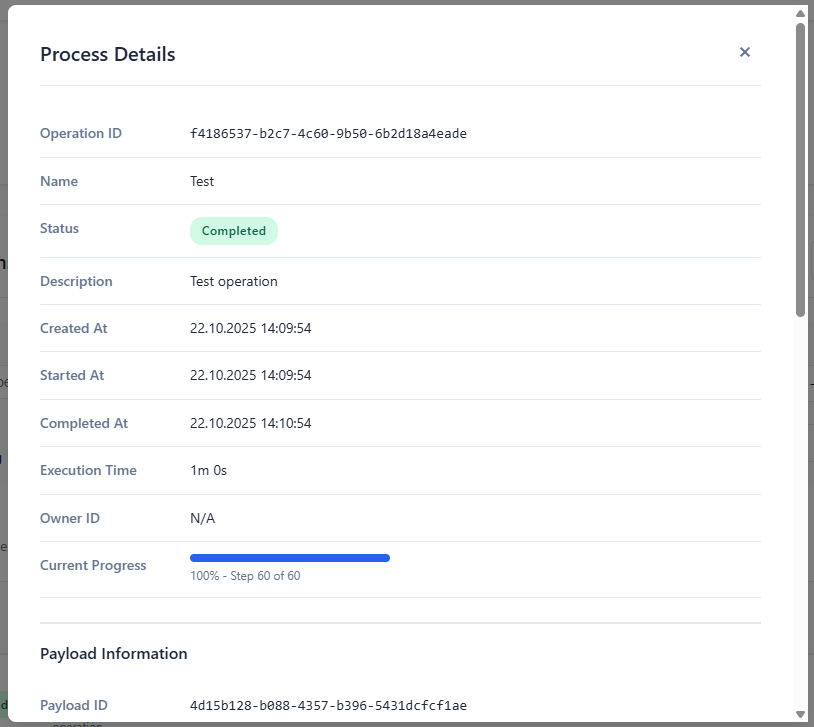 Process Details
×
Operation ID f4186537-b2c7-4c60-9b50-6b2d18a4eade
Name Test
Status Completed
Description Test operation
Created At 22.10.2025 14:09:54
Started At 22.10.2025 14:09:54
Completed At 22.10.2025 14:10:54
Execution Time 1m 0s
Owner ID N/A
Current Progress
100% - Step 60 of 60
Payload Information
Payload ID 4d15b128-b088-4357-b396-5431dcfcf1ae